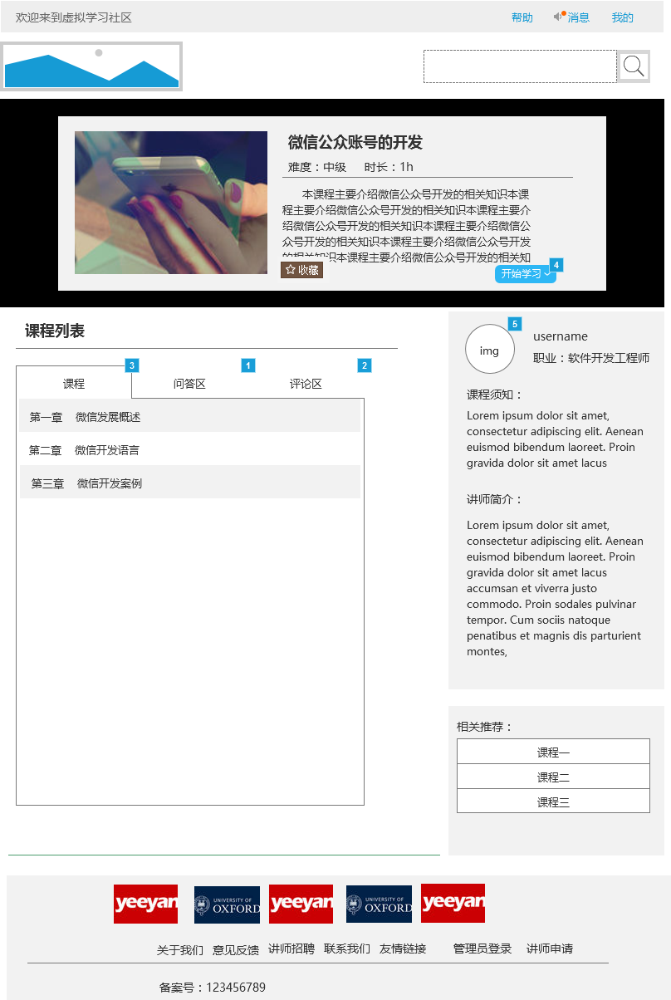 欢迎来到虚拟学习社区
帮助 消息 我的
微信公众账号的开发
难度：中级 时长：1h
本课程主要介绍微信公众号开发的相关知识本课
程主要介绍微信公众号开发的相关知识本课程主要介
绍微信公众号开发的相关知识本课程主要介绍微信公
众号开发的相关知识本课程主要介绍微信公众号开发
的相关知识本课程主要介绍微信公众号开发的相关知
收藏
开始学习
4
课程列表
3
1
2
课程 问答区 评论区
第一章 微信发展概述
第二章 微信开发语言
第三章 微信开发案例
5
img
username
职业：软件开发工程师
课程须知：
Lorem ipsum dolor sit amet,
consectetur adipiscing elit. Aenean
euismod bibendum laoreet. Proin
gravida dolor sit amet lacus
讲师简介：
Lorem ipsum dolor sit amet,
consectetur adipiscing elit. Aenean
euismod bibendum laoreet. Proin
gravida dolor sit amet lacus
accumsan et viverra justo
commodo. Proin sodales pulvinar
tempor. Cum sociis natoque
penatibus et magnis dis parturient
montes,
相关推荐：
课程一
课程二
课程三
yeeyan UNIVERSITY OF OXFORD yeeyan UNIVERSITY OF OXFORD yeeyan
关于我们 意见反馈 讲师招聘 联系我们 友情链接 管理员登录 讲师申请
备案号：123456789